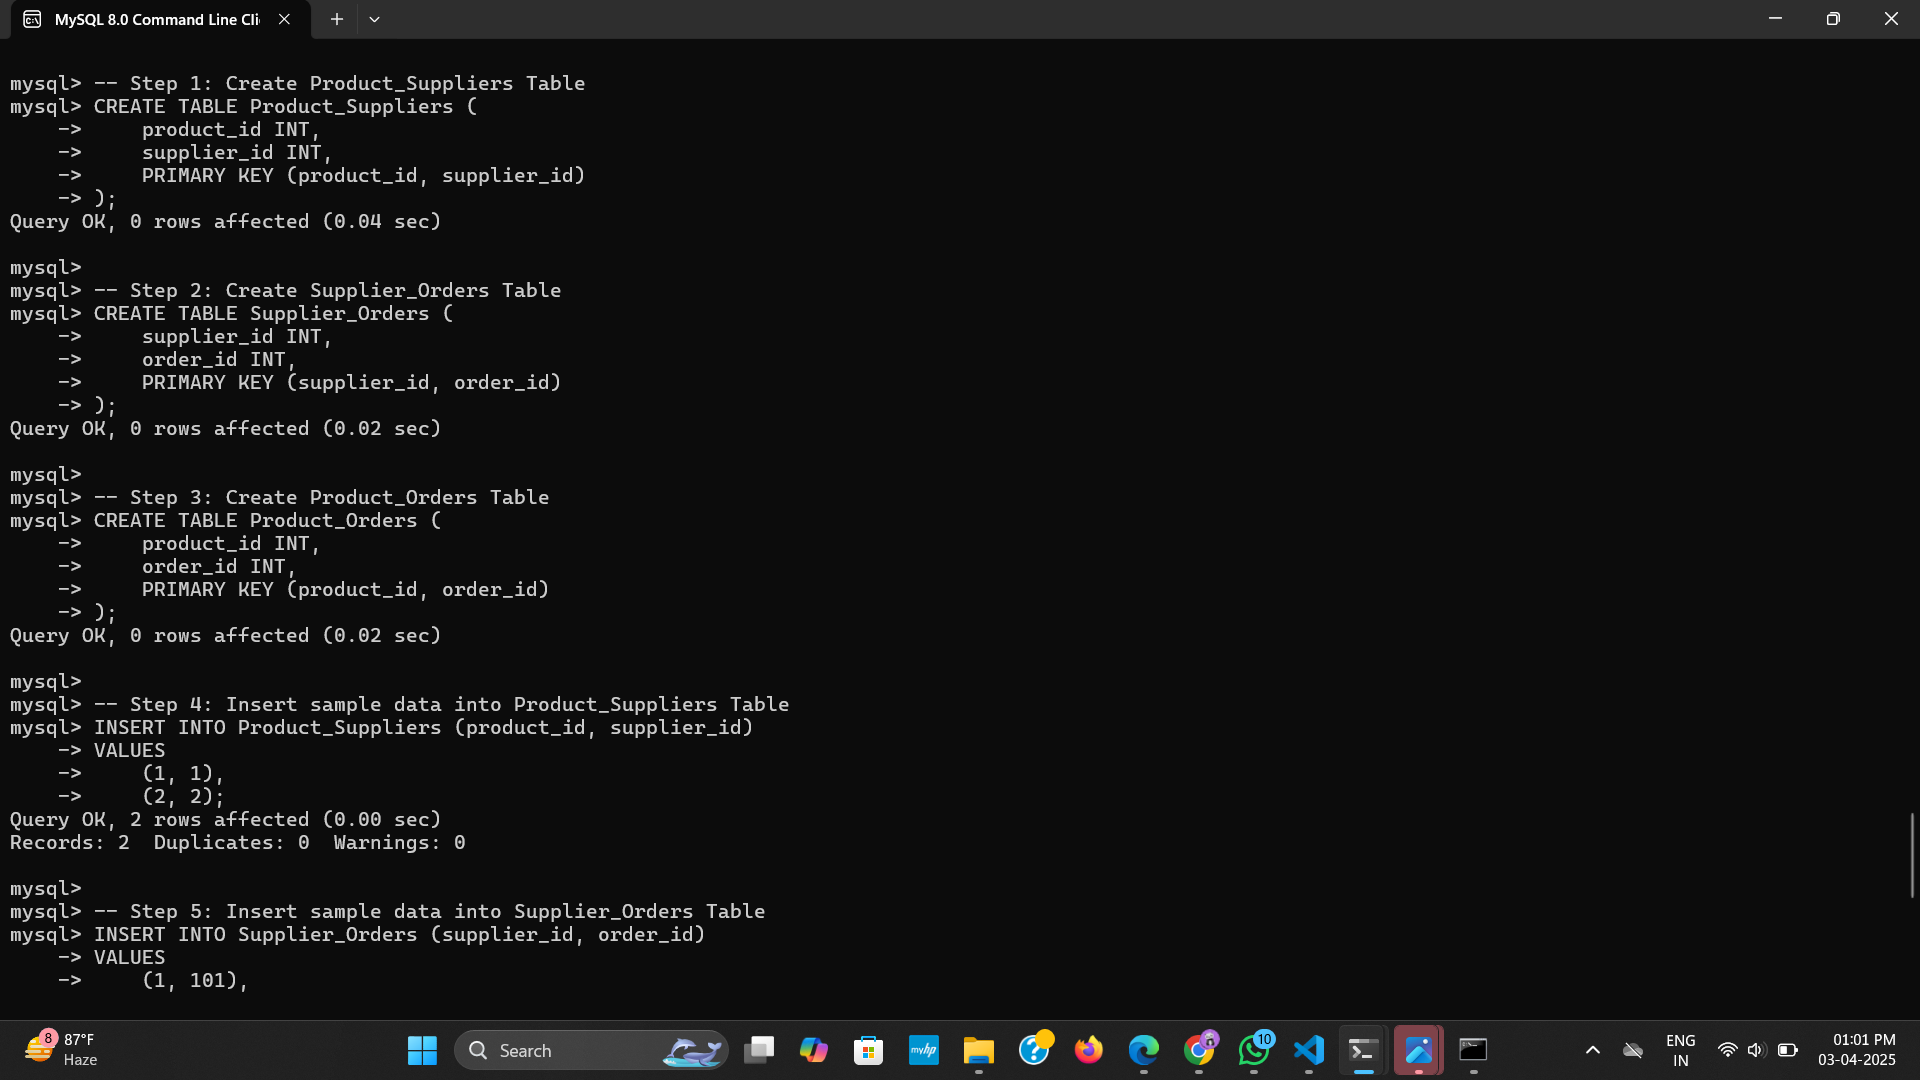 MySQL 8.0 Command Line Cli
mysql> -- Step 1: Create Product_Suppliers Table
mysql> CREATE TABLE Product_Suppliers (
    ->     product_id INT,
    ->     supplier_id INT,
    ->     PRIMARY KEY (product_id, supplier_id)
    -> );
Query OK, 0 rows affected (0.04 sec)
mysql>
mysql> -- Step 2: Create Supplier_Orders Table
mysql> CREATE TABLE Supplier_Orders (
    ->     supplier_id INT,
    ->     order_id INT,
    ->     PRIMARY KEY (supplier_id, order_id)
    -> );
Query OK, 0 rows affected (0.02 sec)
mysql>
mysql> -- Step 3: Create Product_Orders Table
mysql> CREATE TABLE Product_Orders (
    ->     product_id INT,
    ->     order_id INT,
    ->     PRIMARY KEY (product_id, order_id)
    -> );
Query OK, 0 rows affected (0.02 sec)
mysql>
mysql> -- Step 4: Insert sample data into Product_Suppliers Table
mysql> INSERT INTO Product_Suppliers (product_id, supplier_id)
    -> VALUES
    ->     (1, 1),
    ->     (2, 2);
Query OK, 2 rows affected (0.00 sec)
Records: 2  Duplicates: 0  Warnings: 0
mysql>
mysql> -- Step 5: Insert sample data into Supplier_Orders Table
mysql> INSERT INTO Supplier_Orders (supplier_id, order_id)
    -> VALUES
    ->     (1, 101),
8
87°F
Haze
Search
myhp
10
ENG
IN
01:01 PM
03-04-2025